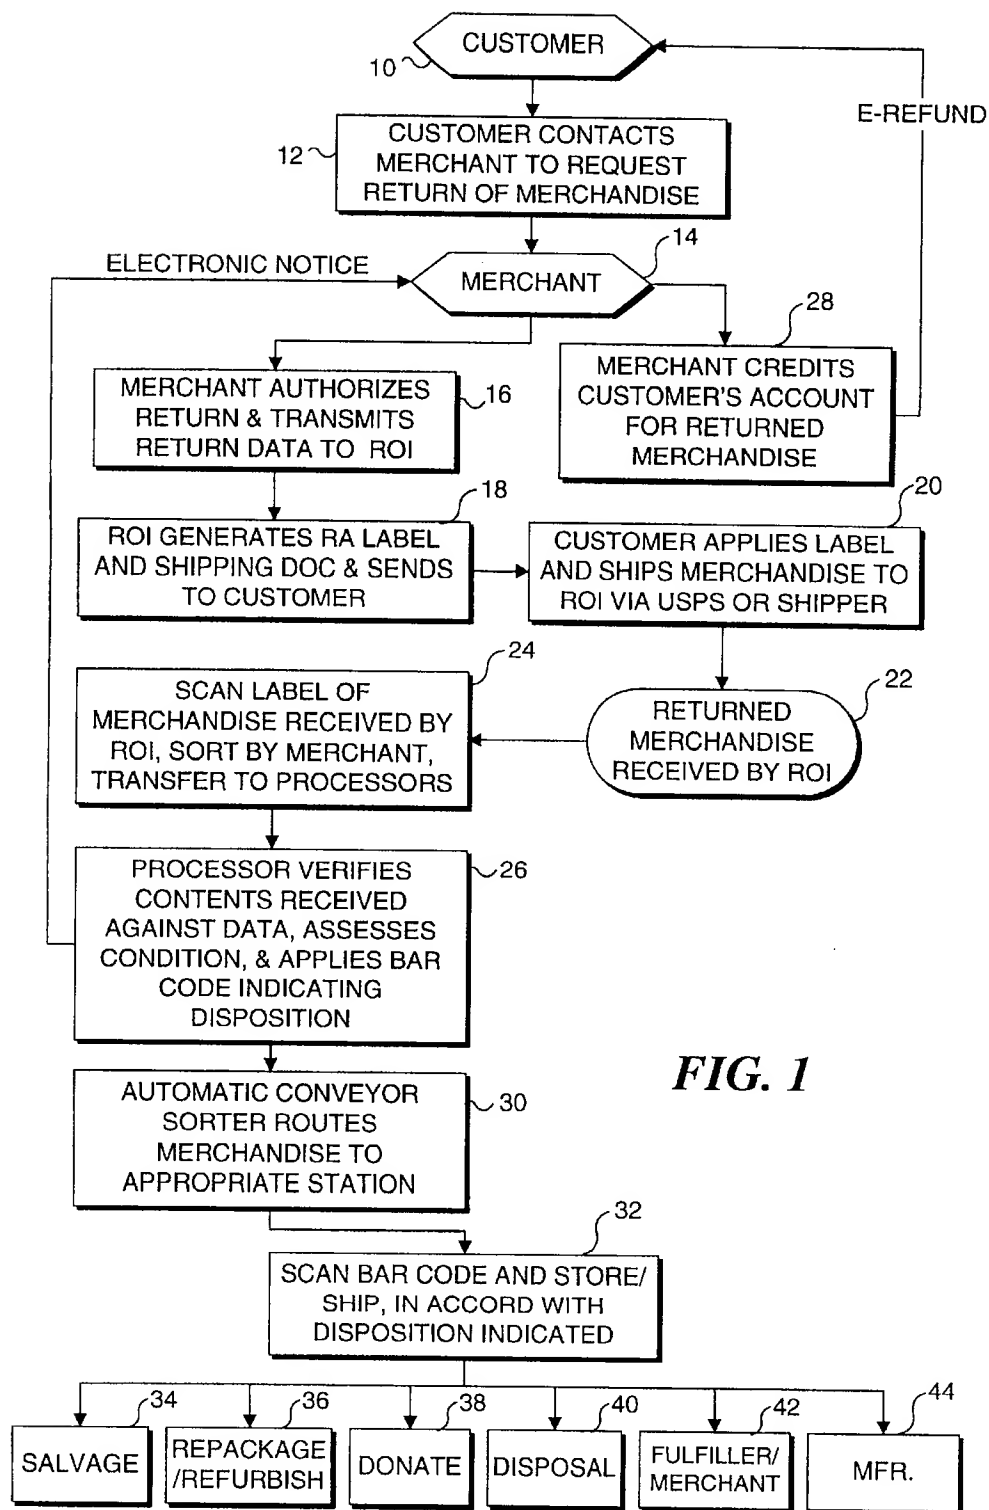 CUSTOMER
10
E-REFUND
CUSTOMER CONTACTS
MERCHANT TO REQUEST
RETURN OF MERCHANDISE
12
14
ELECTRONIC NOTICE
MERCHANT
28
MERCHANT AUTHORIZES
RETURN & TRANSMITS
RETURN DATA TO ROI
16
MERCHANT CREDITS
CUSTOMER'S ACCOUNT
FOR RETURNED
MERCHANDISE
18
ROI GENERATES RA LABEL
AND SHIPPING DOC & SENDS
TO CUSTOMER
20
CUSTOMER APPLIES LABEL
AND SHIPS MERCHANDISE TO
ROI VIA USPS OR SHIPPER
24
SCAN LABEL OF
MERCHANDISE RECEIVED BY
ROI, SORT BY MERCHANT,
TRANSFER TO PROCESSORS
22
RETURNED
MERCHANDISE
RECEIVED BY ROI
PROCESSOR VERIFIES
CONTENTS RECEIVED
AGAINST DATA, ASSESSES
CONDITION, & APPLIES BAR
CODE INDICATING
DISPOSITION
26
FIG. 1
AUTOMATIC CONVEYOR
SORTER ROUTES
MERCHANDISE TO
APPROPRIATE STATION
30
32
SCAN BAR CODE AND STORE/
SHIP, IN ACCORD WITH
DISPOSITION INDICATED
34
SALVAGE
36
REPACKAGE
/REFURBISH
38
DONATE
40
DISPOSAL
42
FULFILLER/
MERCHANT
44
MFR.